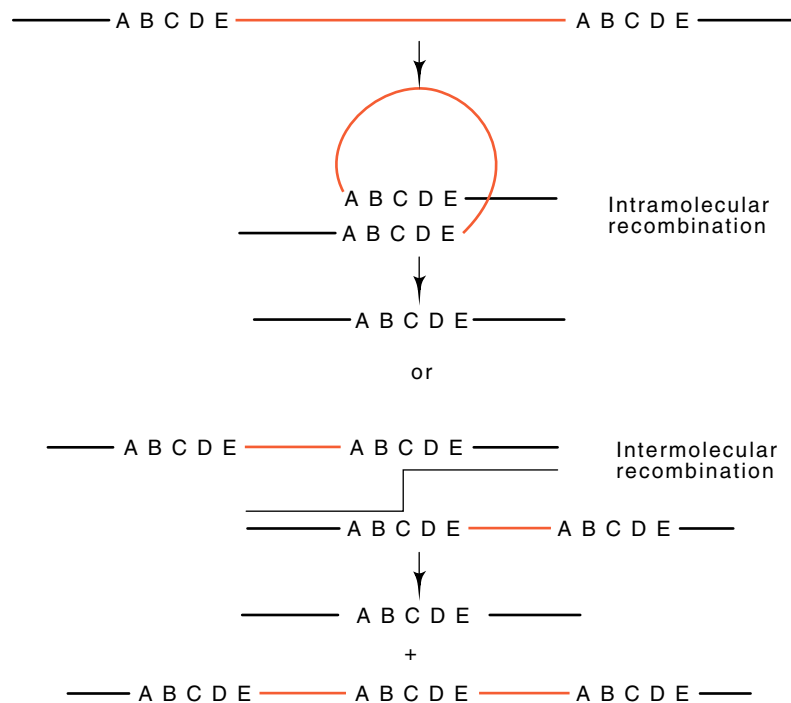 A B C D E A B C D E
A B C D E
Intramolecular
recombination
A B C D E
A B C D E
or
A B C D E A B C D E
Intermolecular
recombination
A B C D E A B C D E
A B C D E
+
A B C D E A B C D E A B C D E